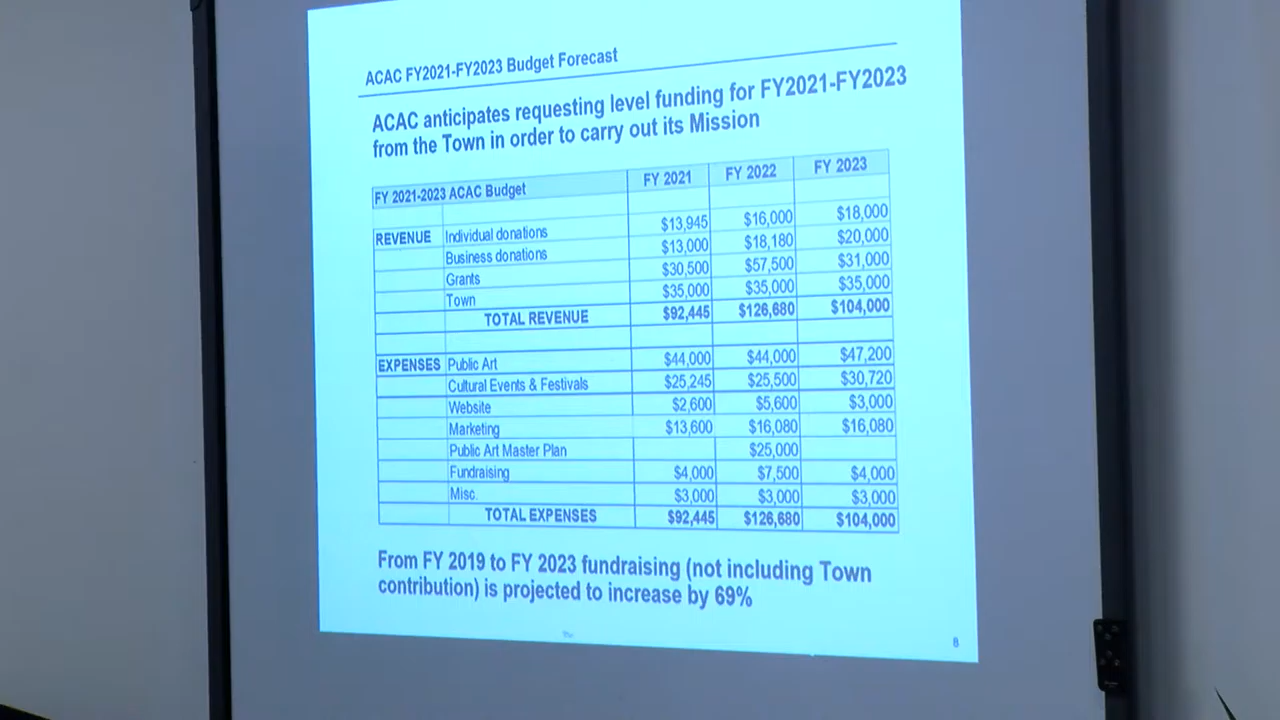 ACAC FY2021-FY2023 Budget Forecast
ACAC anticipates requesting level funding for FY2021-FY2023
from the Town in order to carry out its Mission
FY 2021-2023 ACAC Budget FY 2021 FY 2022 FY 2023
REVENUE Individual donations $13,945 $16,000 $18,000
Business donations $13,000 $18,180 $20,000
Grants $30,500 $57,500 $31,000
Town $35,000 $35,000 $35,000
TOTAL REVENUE $92,445 $126,680 $104,000
EXPENSES Public Art $44,000 $44,000 $47,200
Cultural Events & Festivals $25,245 $25,500 $30,720
Website $2,600 $5,600 $3,000
Marketing $13,600 $16,080 $16,080
Public Art Master Plan $25,000
Fundraising $4,000 $7,500 $4,000
Misc. $3,000 $3,000 $3,000
TOTAL EXPENSES $92,445 $126,680 $104,000
From FY 2019 to FY 2023 fundraising (not including Town
contribution) is projected to increase by 69%
8